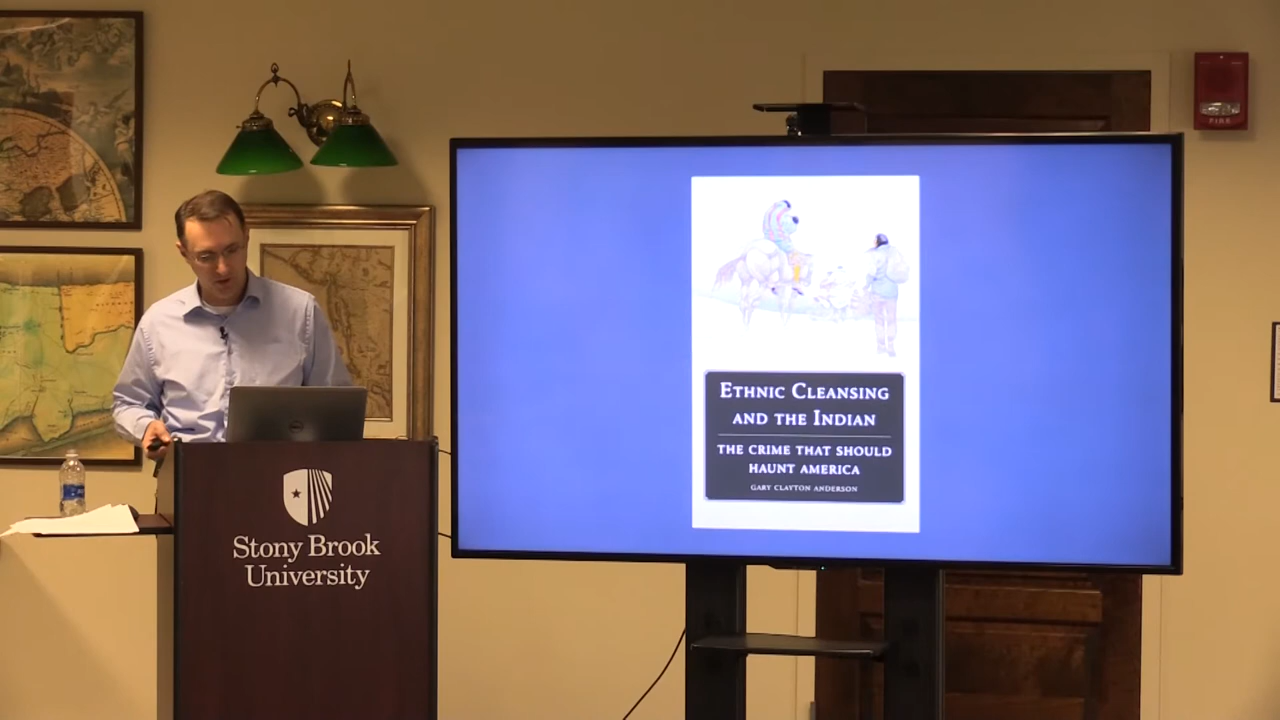 FIRE
ETHNIC CLEANSING
AND THE INDIAN
THE CRIME THAT SHOULD
HAUNT AMERICA
GARY CLAYTON ANDERSON
Stony Brook
University